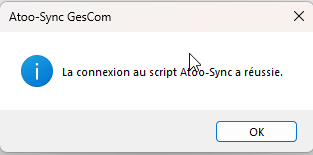 Atoo-Sync GesCom
La connexion au script Atoo-Sync a réussie.
OK